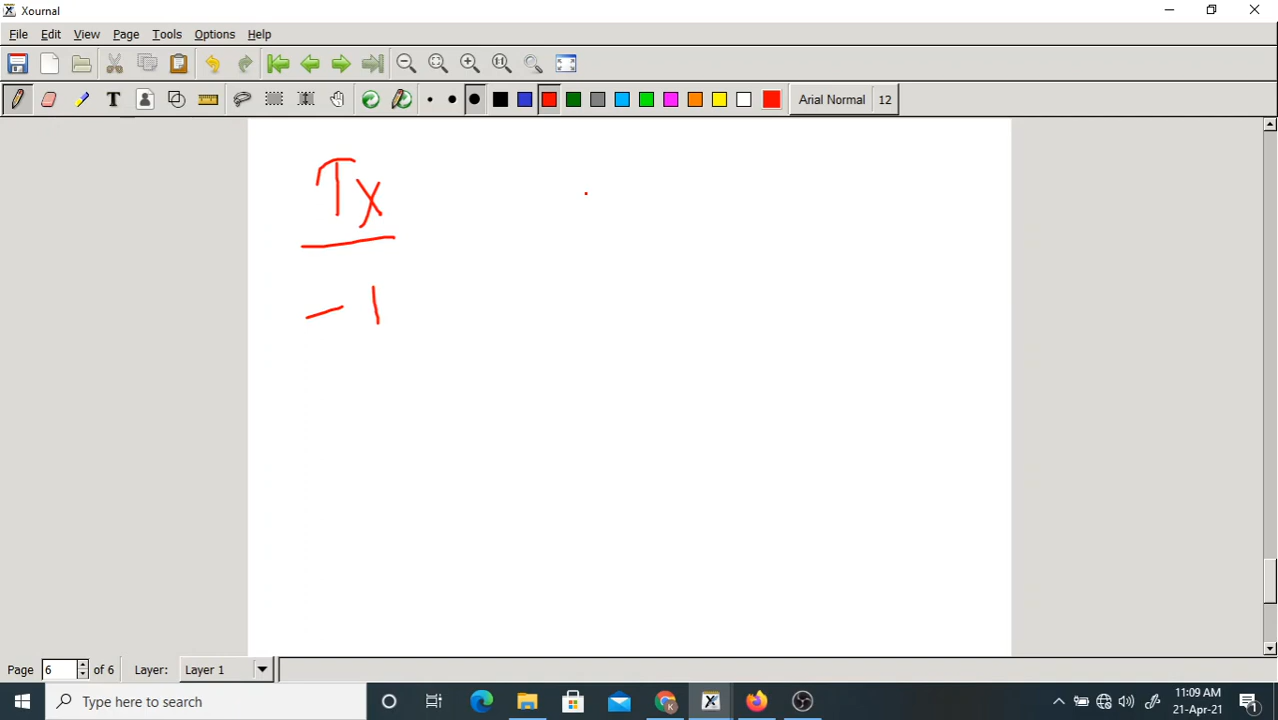 Xournal
File Edit View Page Tools Options Help
Arial Normal 12
Tx
- 1
Page 6 of 6 Layer: Layer 1
Type here to search
11:09 AM
21-Apr-21
1